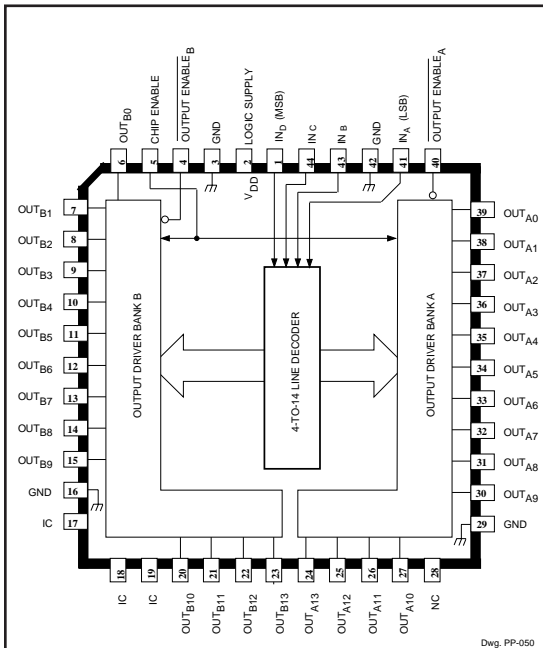 OUTB0
CHIP ENABLE
OUTPUT ENABLEB
GND
LOGIC SUPPLY
IND (MSB)
IN C
IN B
GND
INA (LSB)
OUTPUT ENABLEA
6
5
4
3
2
1
44
43
42
41
40
VDD
OUTB1
7
OUTB2
8
OUTB3
9
OUTB4
10
OUTB5
11
OUTB6
12
OUTB7
13
OUTB8
14
OUTB9
15
GND
16
IC
17
OUTPUT DRIVER BANK B
4-TO-14 LINE DECODER
OUTPUT DRIVER BANK A
39
OUTA0
38
OUTA1
37
OUTA2
36
OUTA3
35
OUTA4
34
OUTA5
33
OUTA6
32
OUTA7
31
OUTA8
30
OUTA9
29
GND
18
19
20
21
22
23
24
25
26
27
28
IC
IC
OUTB10
OUTB11
OUTB12
OUTB13
OUTA13
OUTA12
OUTA11
OUTA10
NC
Dwg. PP-050